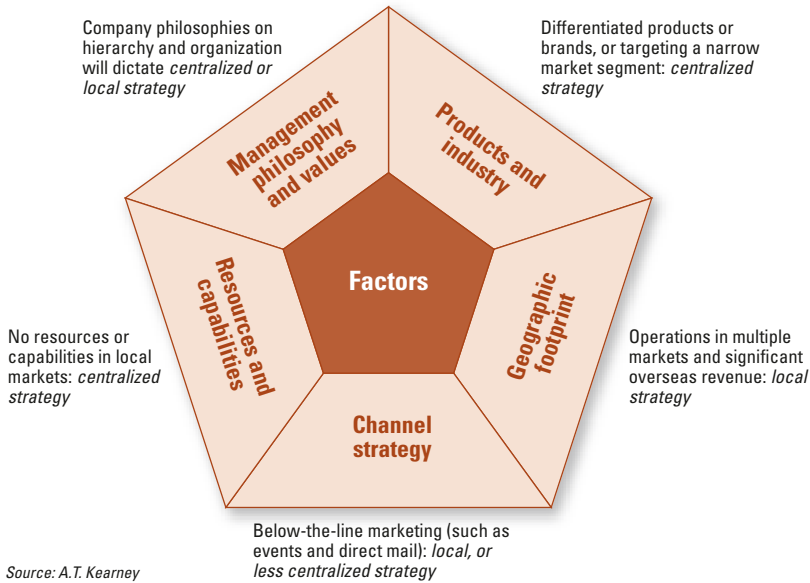 Company philosophies on
hierarchy and organization
will dictate centralized or
local strategy
Differentiated products or
brands, or targeting a narrow
market segment: centralized
strategy
Management
philosophy
and values
Products and
industry
Factors
Resources and
capabilities
Geographic
footprint
No resources or
capabilities in local
markets: centralized
strategy
Operations in multiple
markets and significant
overseas revenue: local
strategy
Channel
strategy
Below-the-line marketing (such as
events and direct mail): local, or
less centralized strategy
Source: A.T. Kearney